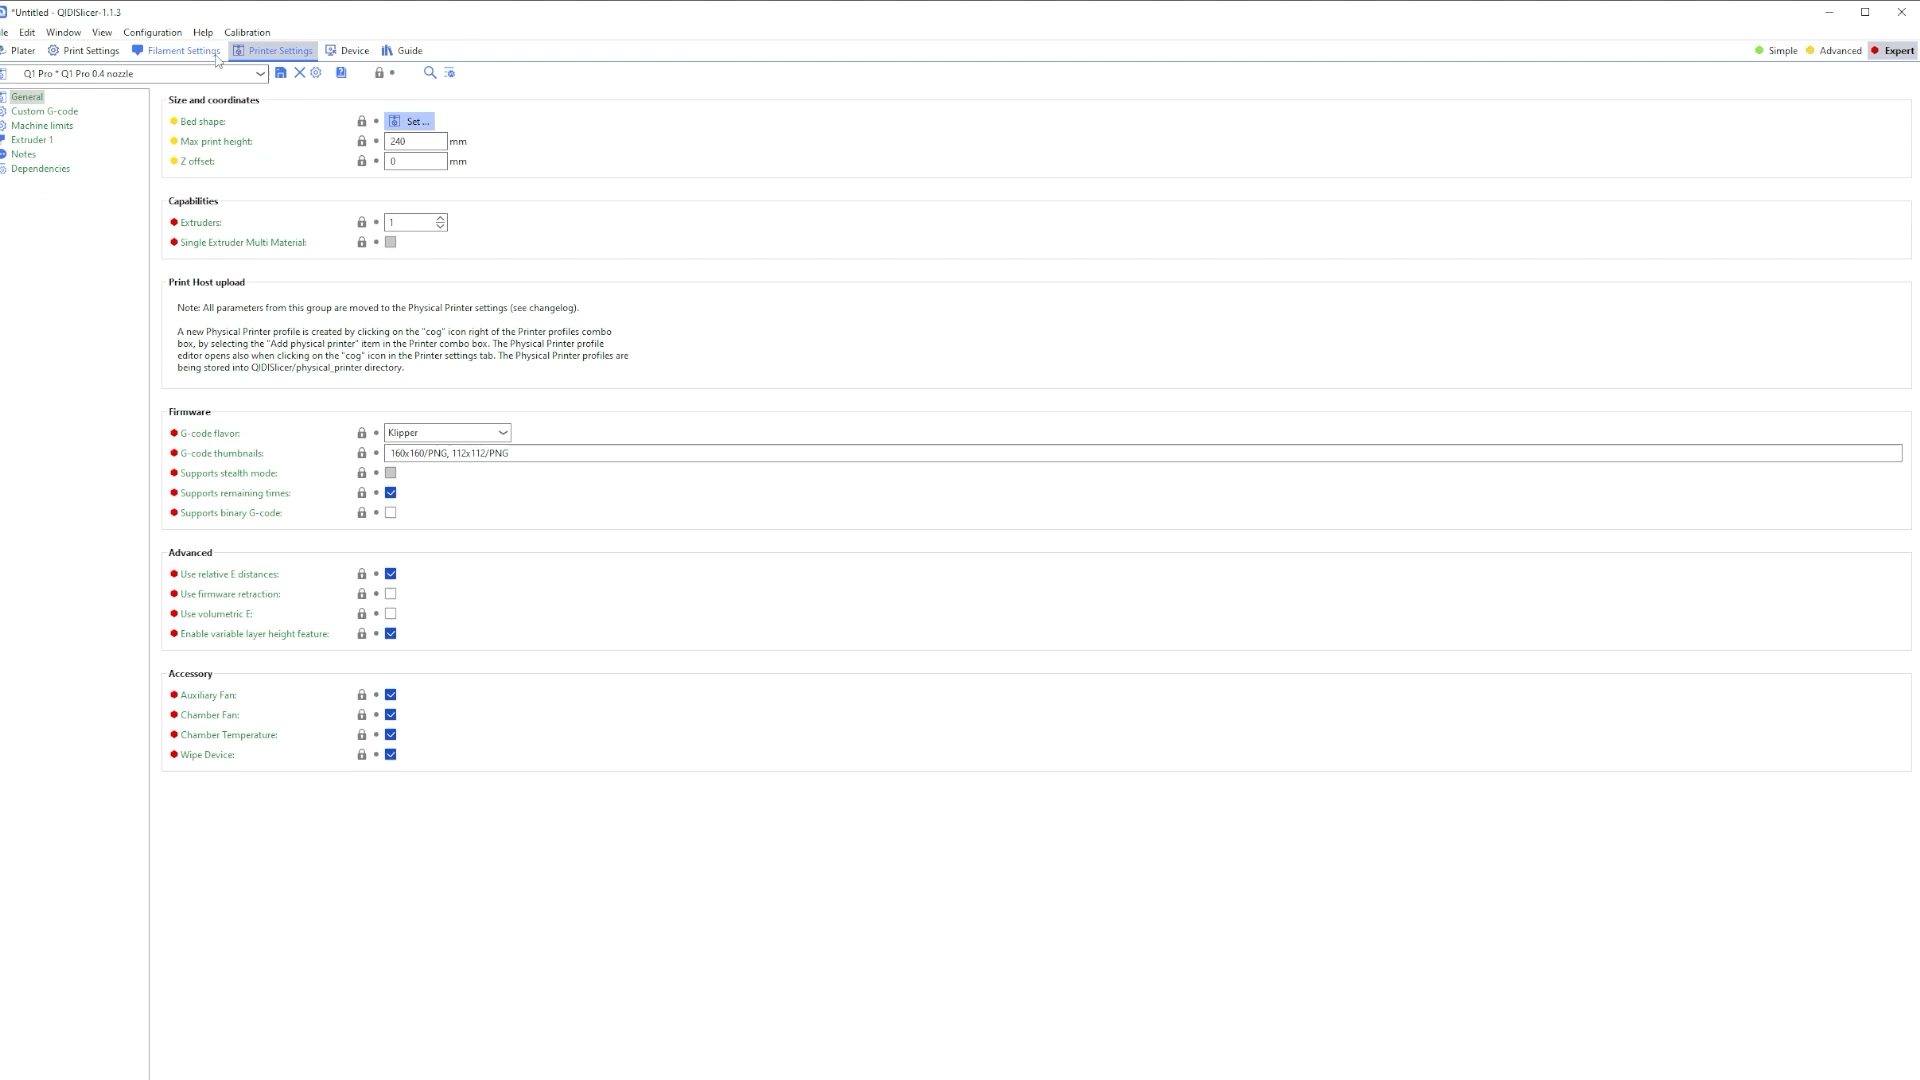 *Untitled - QIDISlicer-1.1.3
le Edit Window View Configuration Help Calibration
Plater Print Settings Filament Settings Printer Settings Device Guide Simple Advanced Expert
Q1 Pro * Q1 Pro 0.4 nozzle
General
Custom G-code
Machine limits
Extruder 1
Notes
Dependencies
Size and coordinates
Bed shape: Set ...
Max print height: 240 mm
Z offset: 0 mm
Capabilities
Extruders: 1
Single Extruder Multi Material:
Print Host upload
Note: All parameters from this group are moved to the Physical Printer settings (see changelog).
A new Physical Printer profile is created by clicking on the "cog" icon right of the Printer profiles combo
box, by selecting the "Add physical printer" item in the Printer combo box. The Physical Printer profile
editor opens also when clicking on the "cog" icon in the Printer settings tab. The Physical Printer profiles are
being stored into QIDISlicer/physical_printer directory.
Firmware
G-code flavor: Klipper
G-code thumbnails: 160x160/PNG, 112x112/PNG
Supports stealth mode:
Supports remaining times:
Supports binary G-code:
Advanced
Use relative E distances:
Use firmware retraction:
Use volumetric E:
Enable variable layer height feature:
Accessory
Auxiliary Fan:
Chamber Fan:
Chamber Temperature:
Wipe Device: